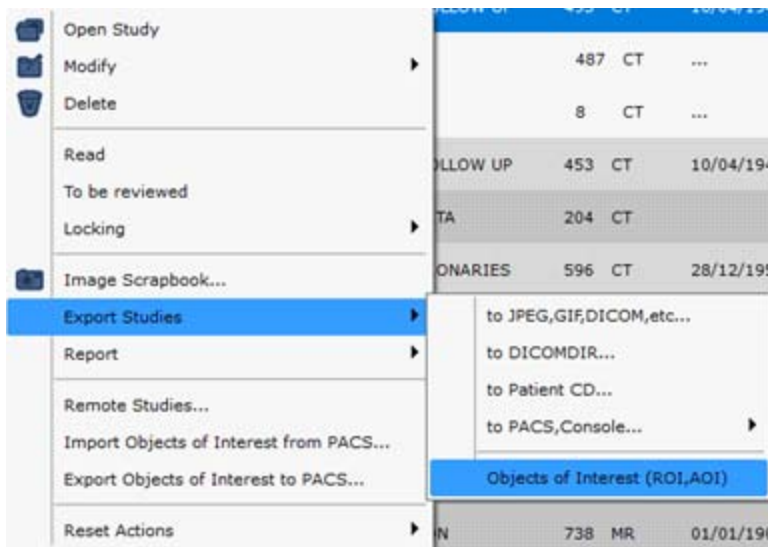 Open Study
Modify
Delete
Read
To be reviewed
Locking
Image Scrapbook...
Export Studies
Report
Remote Studies...
Import Objects of Interest from PACS...
Export Objects of Interest to PACS...
Reset Actions
487 CT ...
8 CT ...
OLLOW UP 453 CT 10/04/194
TA 204 CT
ONARIES 596 CT 28/12/195
to JPEG,GIF,DICOM,etc...
to DICOMDIR...
to Patient CD...
to PACS,Console...
Objects of Interest (ROI,AOI)
N 738 MR 01/01/19